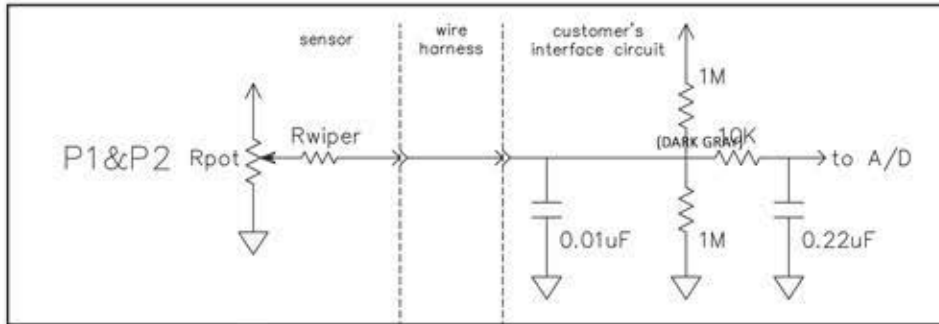 sensor
wire
harness
customer's
interface circuit
1M
Rwiper
(DARK GRAY)
10K
P1&P2
Rpot
to A/D
0.01uF
1M
0.22uF